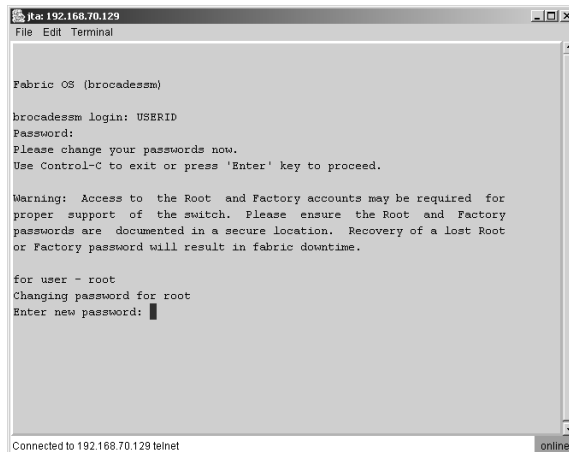 jta: 192.168.70.129
File Edit Terminal
Fabric OS (brocadessm)
brocadessm login: USERID
Password:
Please change your passwords now.
Use Control-C to exit or press 'Enter' key to proceed.
Warning: Access to the Root and Factory accounts may be required for
proper support of the switch. Please ensure the Root and Factory
passwords are documented in a secure location. Recovery of a lost Root
or Factory password will result in fabric downtime.
for user - root
Changing password for root
Enter new password:
Connected to 192.168.70.129 telnet
online